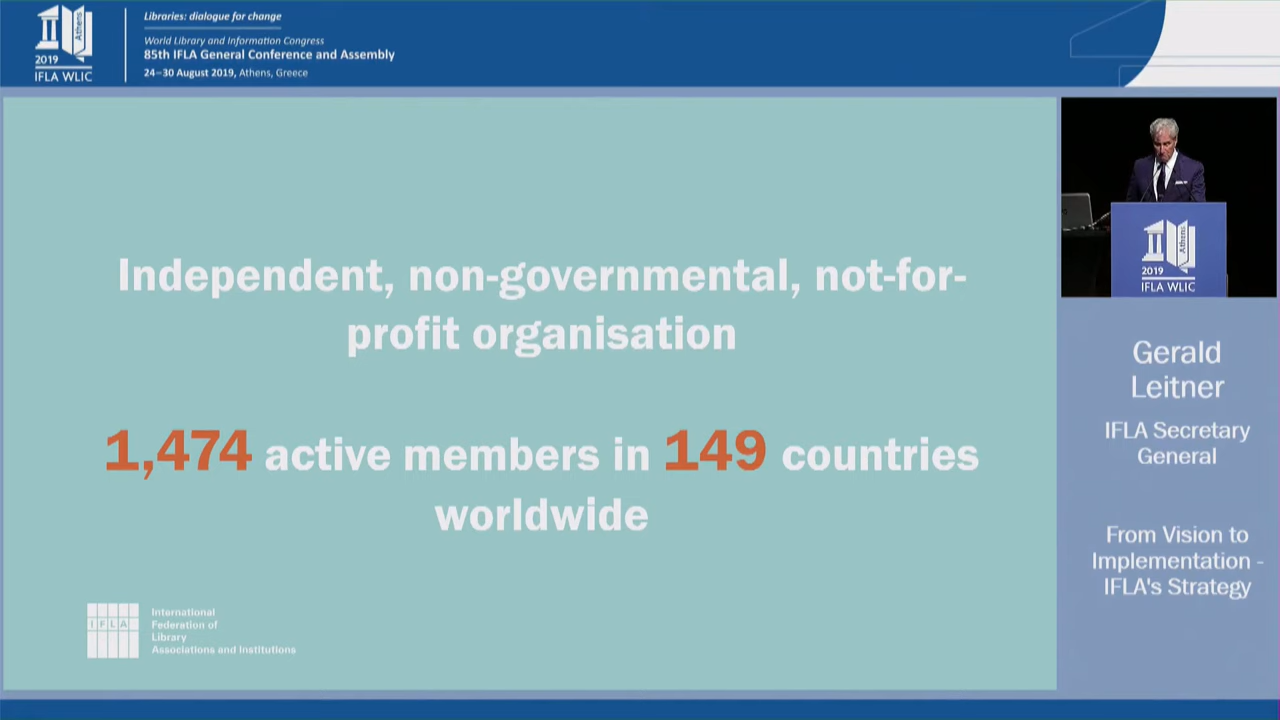 Libraries: dialogue for change
World Library and Information Congress
85th IFLA General Conference and Assembly
24–30 August 2019, Athens, Greece
Athens
2019
IFLA WLIC
Independent, non-governmental, not-for-
profit organisation
1,474 active members in 149 countries
worldwide
IFLA
International
Federation of
Library
Associations and Institutions
Athens
2019
IFLA WLIC
Gerald
Leitner
IFLA Secretary
General
From Vision to
Implementation -
IFLA's Strategy